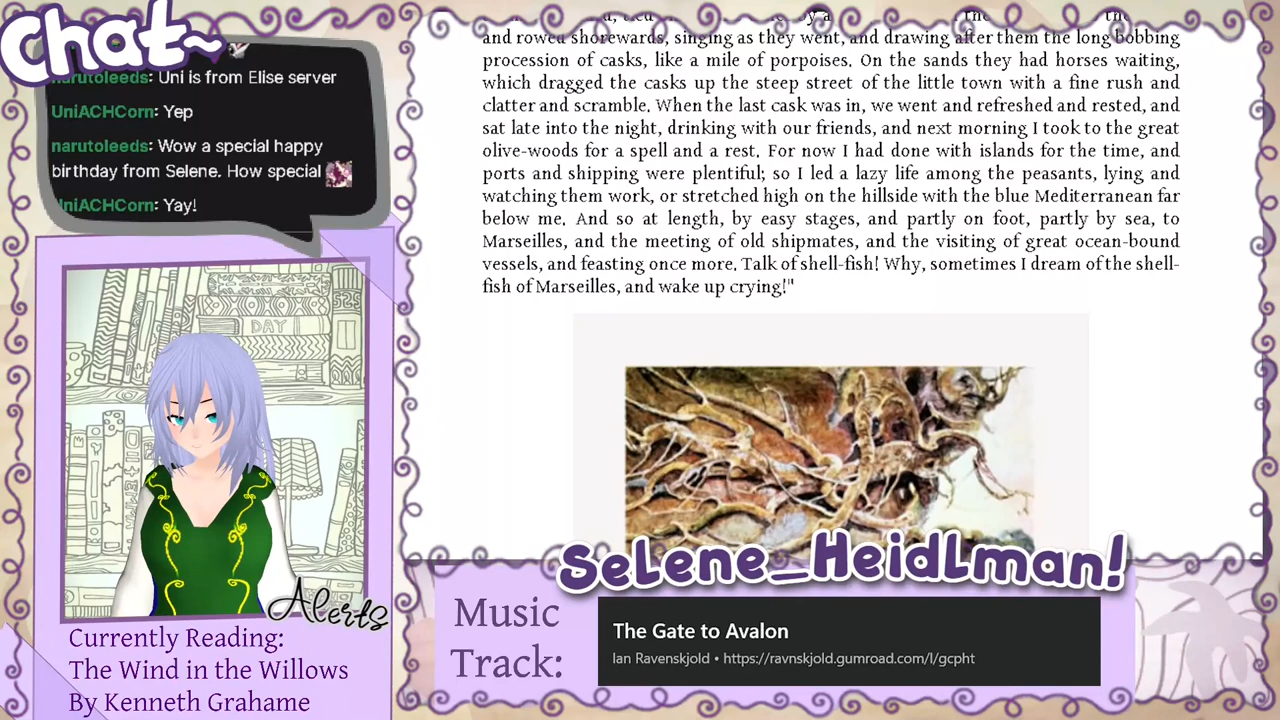 Chat~
narutoleeds: Uni is from Elise server
UniACHCorn: Yep
narutoleeds: Wow a special happy
birthday from Selene. How special
UniACHCorn: Yay!
DAY
Alerts
Currently Reading:
The Wind in the Willows
By Kenneth Grahame
and rowed shorewards, singing as they went, and drawing after them the long bobbing
procession of casks, like a mile of porpoises. On the sands they had horses waiting,
which dragged the casks up the steep street of the little town with a fine rush and
clatter and scramble. When the last cask was in, we went and refreshed and rested, and
sat late into the night, drinking with our friends, and next morning I took to the great
olive-woods for a spell and a rest. For now I had done with islands for the time, and
ports and shipping were plentiful; so I led a lazy life among the peasants, lying and
watching them work, or stretched high on the hillside with the blue Mediterranean far
below me. And so at length, by easy stages, and partly on foot, partly by sea, to
Marseilles, and the meeting of old shipmates, and the visiting of great ocean-bound
vessels, and feasting once more. Talk of shell-fish! Why, sometimes I dream of the shell-
fish of Marseilles, and wake up crying!"
Selene_Heidlman!
Music
Track:
The Gate to Avalon
Ian Ravenskjold • https://ravnskjold.gumroad.com/l/gcpht